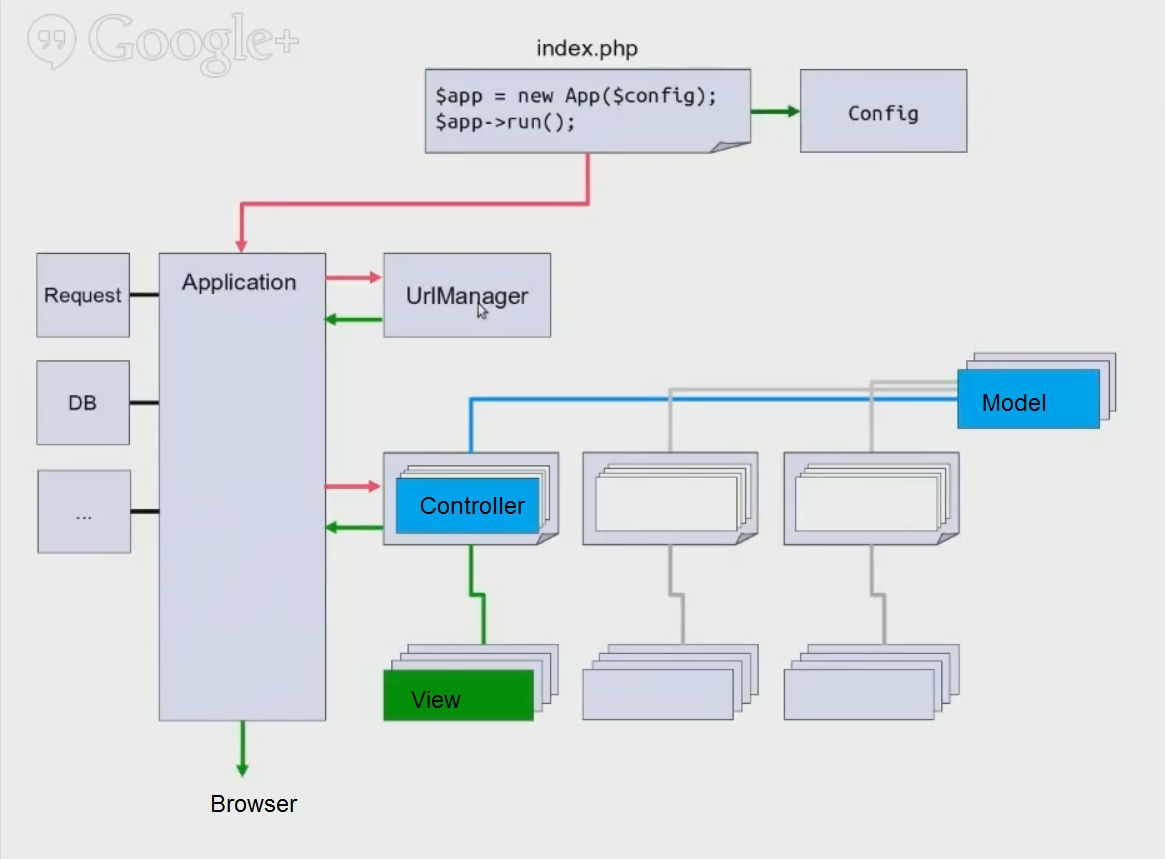 Google+
index.php
$app = new App($config);
$app->run();
Config
Application
Request
UrlManager
DB
Model
...
Controller
View
Browser